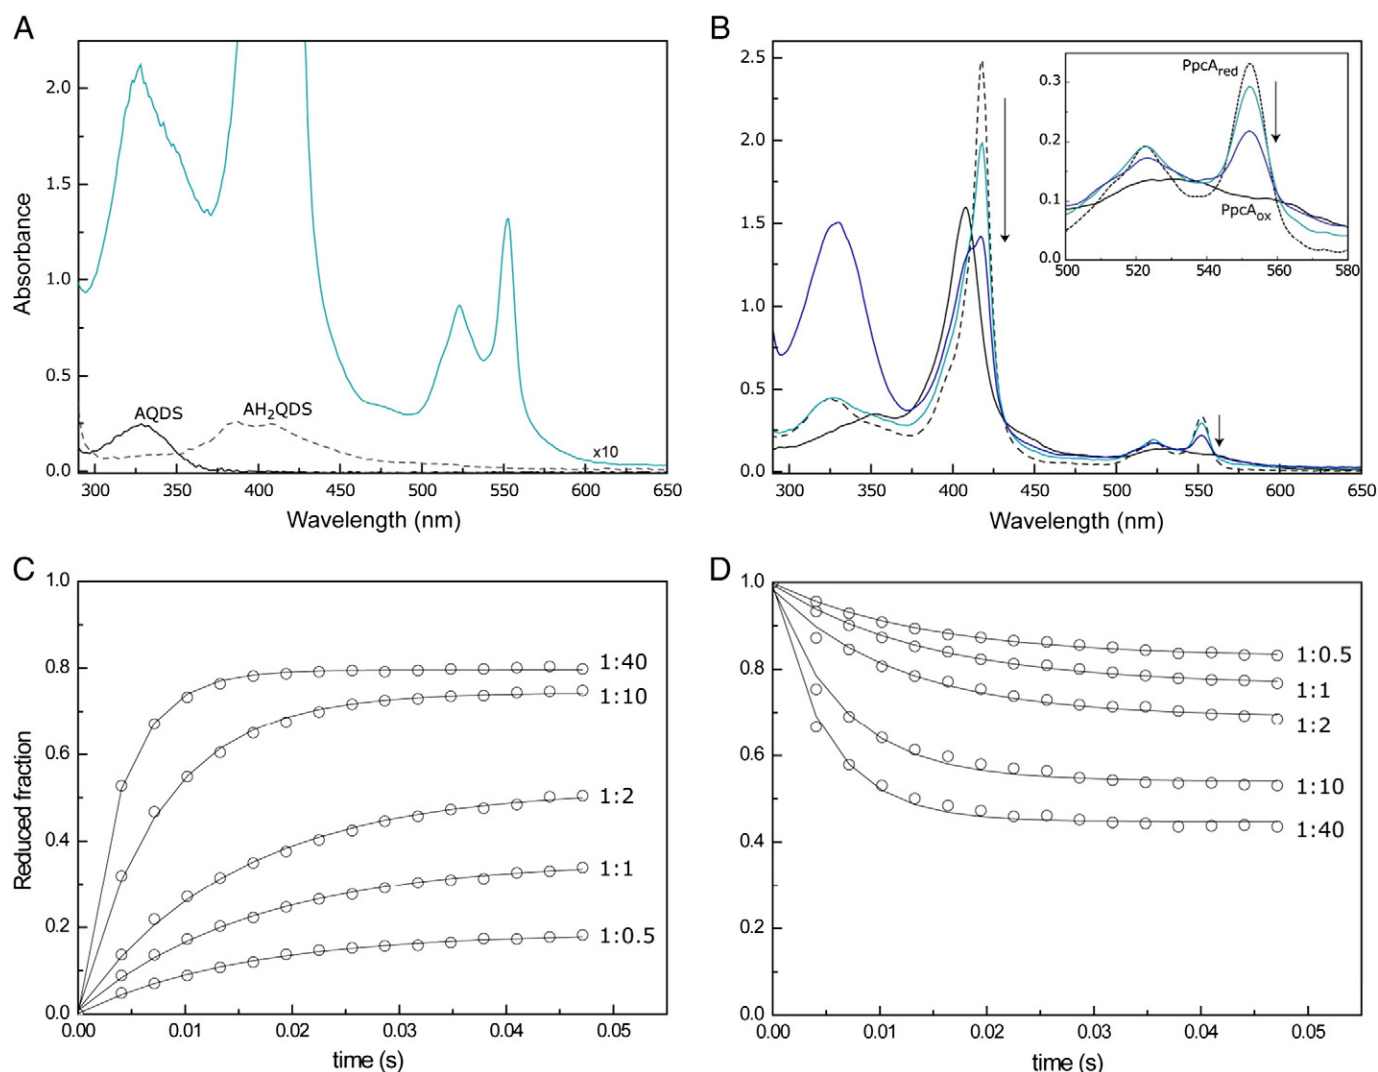 A
2.0
1.5
1.0
0.5
0.0
Absorbance
AQDS
AH₂QDS
x10
300 350 400 450 500 550 600 650
Wavelength (nm)
B
2.5
2.0
1.5
1.0
0.5
0.0
300 350 400 450 500 550 600 650
Wavelength (nm)
0.3
0.2
0.1
0.0
PpcAred
PpcAox
500 520 540 560 580
C
1.0
0.8
0.6
0.4
0.2
0.0
Reduced fraction
1:40
1:10
1:2
1:1
1:0.5
0.00 0.01 0.02 0.03 0.04 0.05
time (s)
D
1.0
0.8
0.6
0.4
0.2
0.0
1:0.5
1:1
1:2
1:10
1:40
0.00 0.01 0.02 0.03 0.04 0.05
time (s)